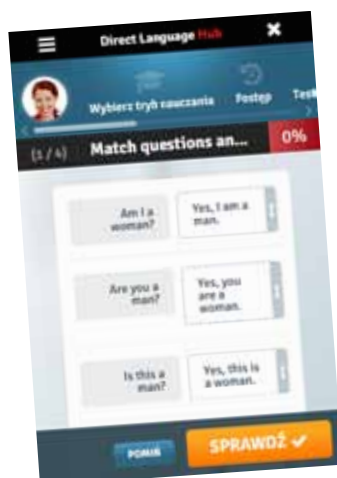 Direct Language Hub
Wybierz tryb nauczania
Postęp
(1 / 4)
Match questions an...
0%
Am I a
woman?
Yes, I am a
man.
Are you a
man?
Yes, you
are a
woman.
Is this a
man?
Yes, this is
a woman.
POMIŃ
SPRAWDŹ